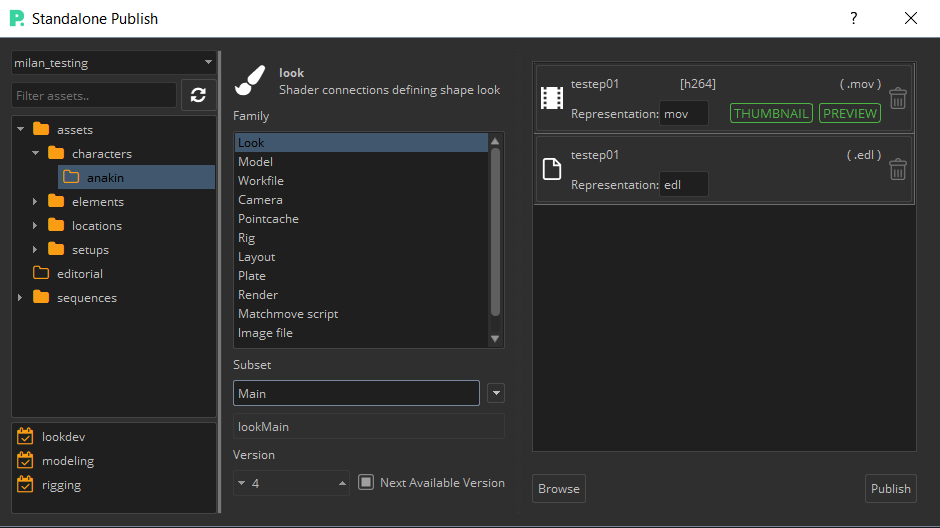 Standalone Publish
?
milan_testing
Filter assets..
assets
characters
anakin
elements
locations
setups
editorial
sequences
lookdev
modeling
rigging
look
Shader connections defining shape look
Family
Look
Model
Workfile
Camera
Pointcache
Rig
Layout
Plate
Render
Matchmove script
Image file
Subset
Main
lookMain
Version
4
Next Available Version
testep01 [h264] ( .mov )
Representation: mov THUMBNAIL PREVIEW
testep01 ( .edl )
Representation: edl
Browse
Publish